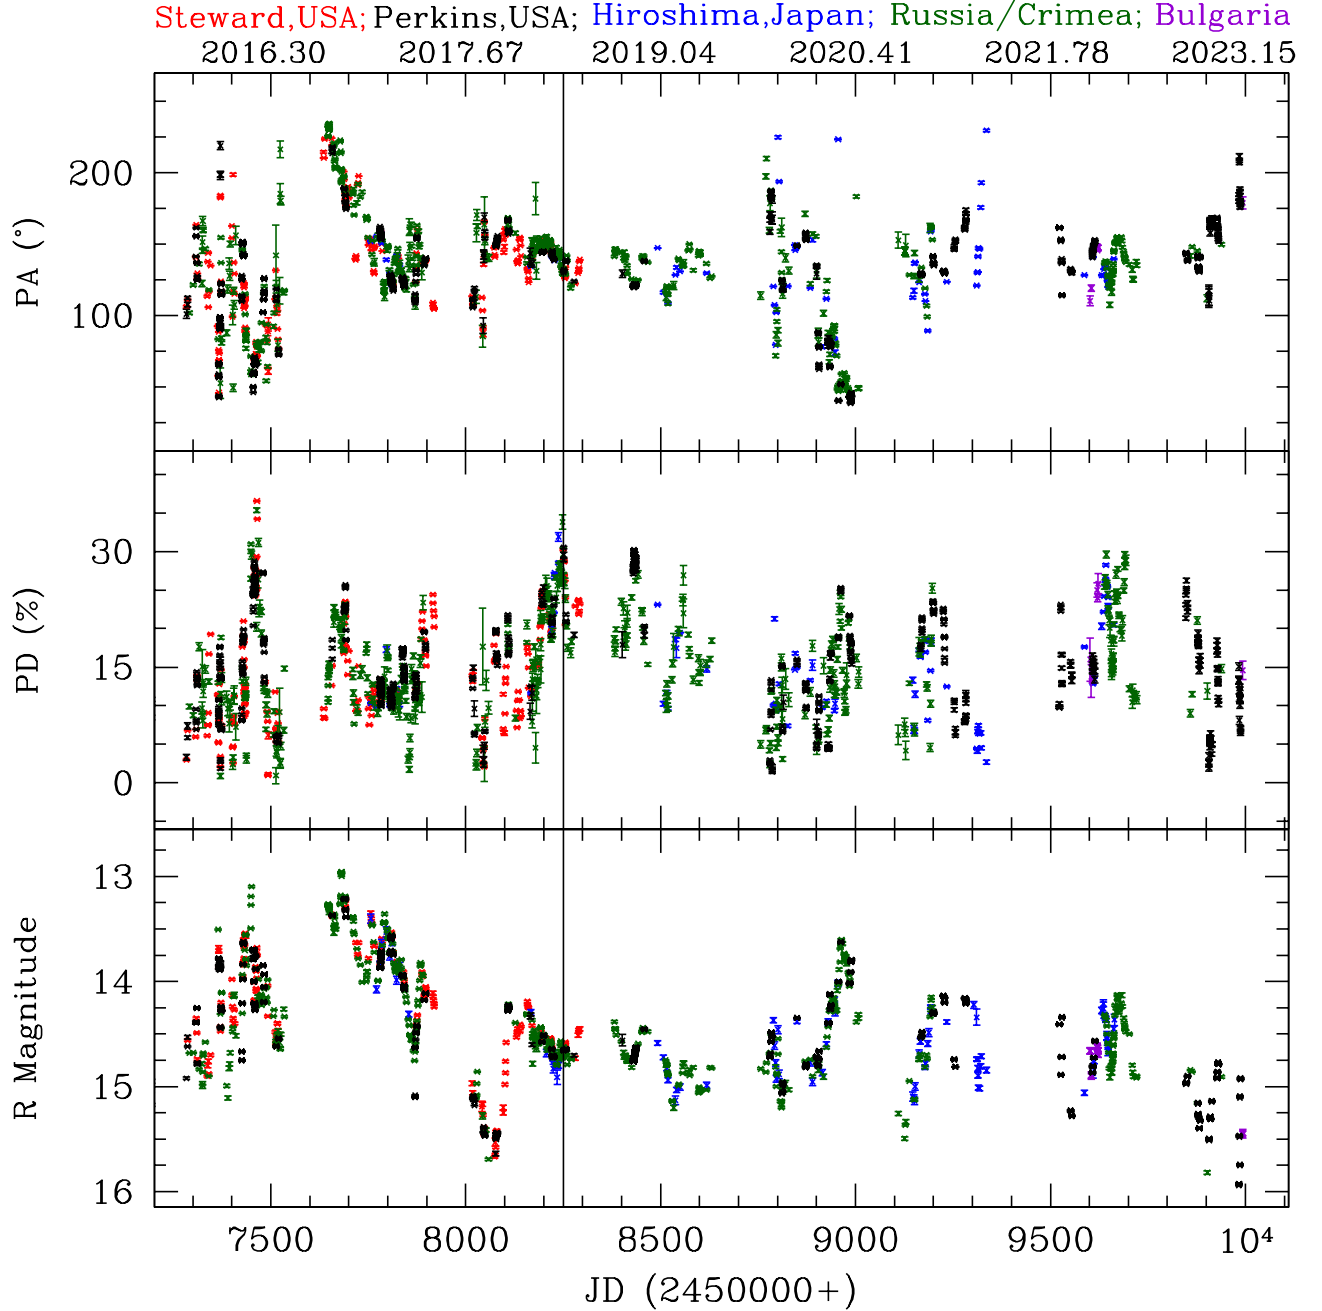 Steward,USA; Perkins,USA; Hiroshima,Japan; Russia/Crimea; Bulgaria
2016.30 2017.67 2019.04 2020.41 2021.78 2023.15
PA (°)
200
100
PD (%)
30
15
0
R Magnitude
13
14
15
16
7500 8000 8500 9000 9500 10⁴
JD (2450000+)